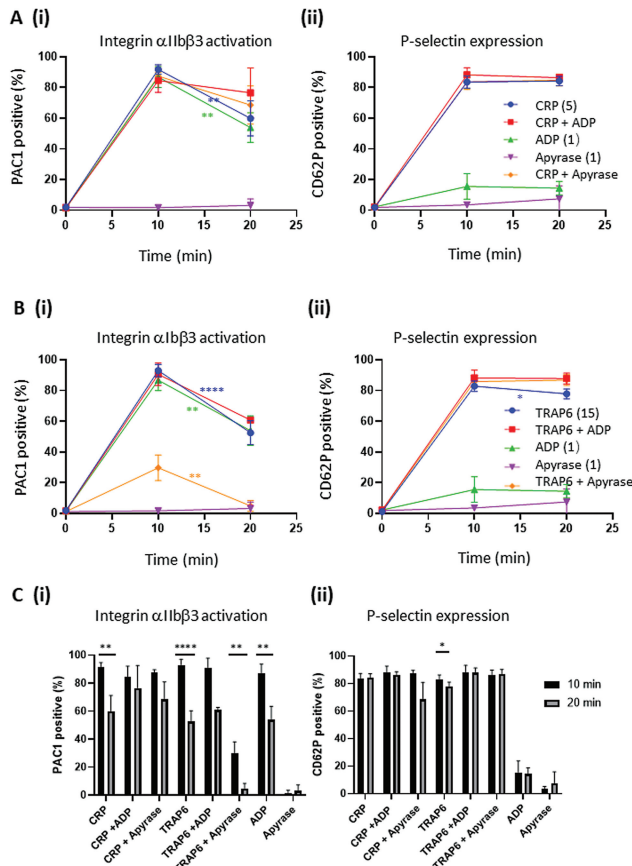 A (i)
Integrin αIIbβ3 activation
PAC1 positive (%)
100
80
60
40
20
0
**
**
0 5 10 15 20 25
Time (min)
(ii)
P-selectin expression
CD62P positive (%)
100
80
60
40
20
0
CRP (5)
CRP + ADP
ADP (1)
Apyrase (1)
CRP + Apyrase
0 5 10 15 20 25
Time (min)
B (i)
Integrin αIbβ3 activation
PAC1 positive (%)
100
80
60
40
20
0
****
**
**
0 5 10 15 20 25
Time (min)
(ii)
P-selectin expression
CD62P positive (%)
100
80
60
40
20
0
*
TRAP6 (15)
TRAP6 + ADP
ADP (1)
Apyrase (1)
TRAP6 + Apyrase
0 5 10 15 20 25
Time (min)
C (i)
Integrin αIIbβ3 activation
PAC1 positive (%)
100
80
60
40
20
0
** **** ** **
CRP
CRP +ADP
CRP + Apyrase
TRAP6
TRAP6 +ADP
TRAP6 + Apyrase
ADP
Apyrase
(ii)
P-selectin expression
CD62P positive (%)
100
80
60
40
20
0
*
10 min
20 min
CRP
CRP +ADP
CRP + Apyrase
TRAP6
TRAP6 +ADP
TRAP6 + Apyrase
ADP
Apyrase